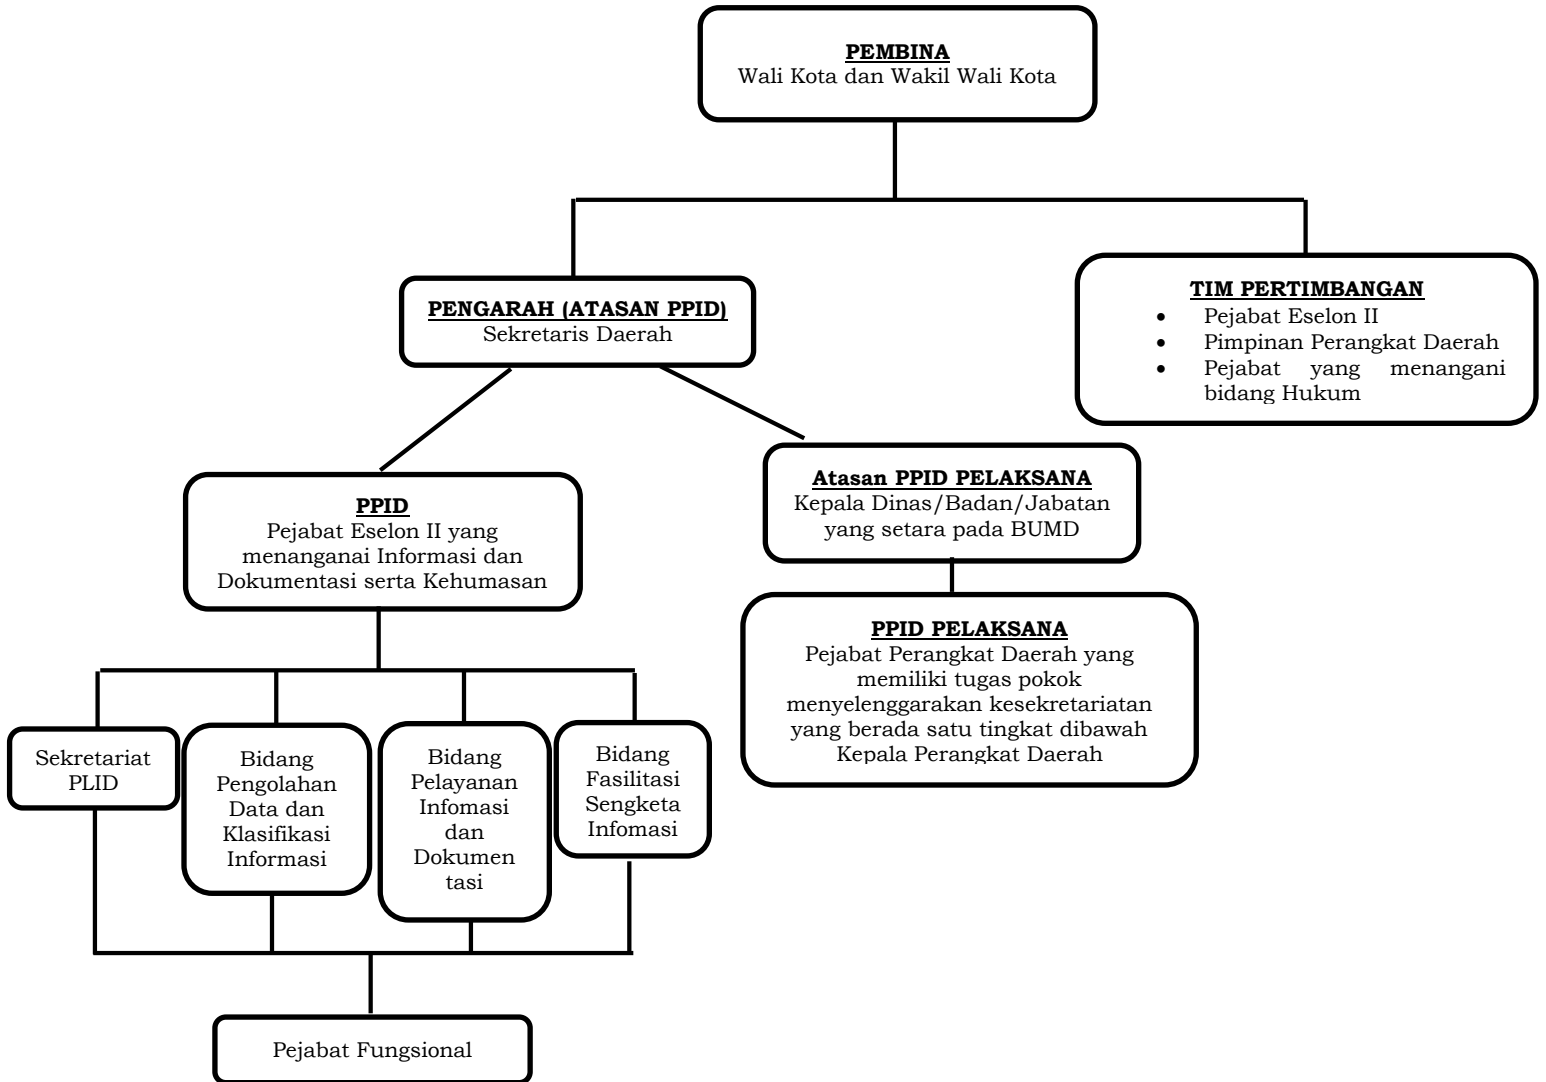 PEMBINA
Wali Kota dan Wakil Wali Kota
PENGARAH (ATASAN PPID)
Sekretaris Daerah
TIM PERTIMBANGAN
• Pejabat Eselon II
• Pimpinan Perangkat Daerah
• Pejabat yang menangani
bidang Hukum
PPID
Pejabat Eselon II yang
menanganai Informasi dan
Dokumentasi serta Kehumasan
Atasan PPID PELAKSANA
Kepala Dinas/Badan/Jabatan
yang setara pada BUMD
PPID PELAKSANA
Pejabat Perangkat Daerah yang
memiliki tugas pokok
menyelenggarakan kesekretariatan
yang berada satu tingkat dibawah
Kepala Perangkat Daerah
Sekretariat
PLID
Bidang
Pengolahan
Data dan
Klasifikasi
Informasi
Bidang
Pelayanan
Infomasi
dan
Dokumen
tasi
Bidang
Fasilitasi
Sengketa
Infomasi
Pejabat Fungsional